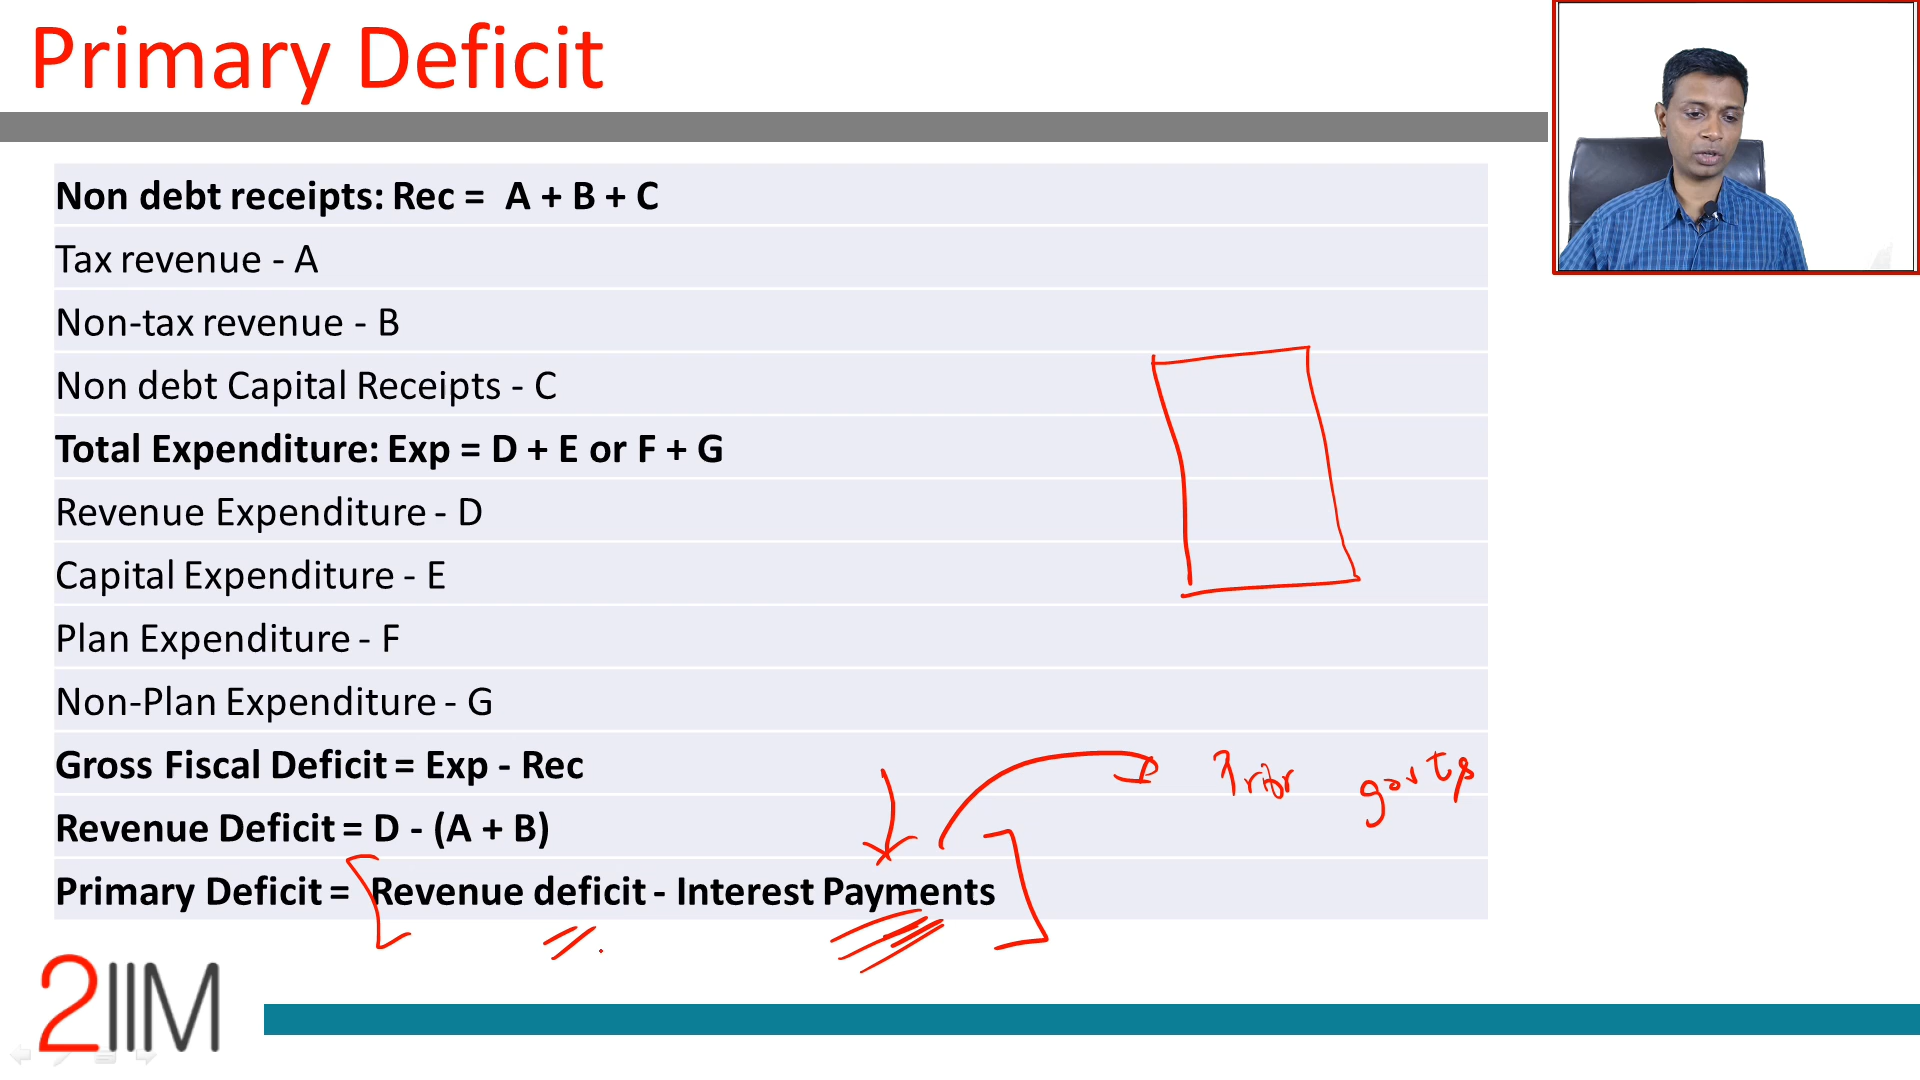 Primary Deficit
Non debt receipts: Rec = A + B + C
Tax revenue - A
Non-tax revenue - B
Non debt Capital Receipts - C
Total Expenditure: Exp = D + E or F + G
Revenue Expenditure - D
Capital Expenditure - E
Plan Expenditure - F
Non-Plan Expenditure - G
Gross Fiscal Deficit = Exp - Rec
Prior govts
Revenue Deficit = D - (A + B)
Primary Deficit = Revenue deficit - Interest Payments
2IIM